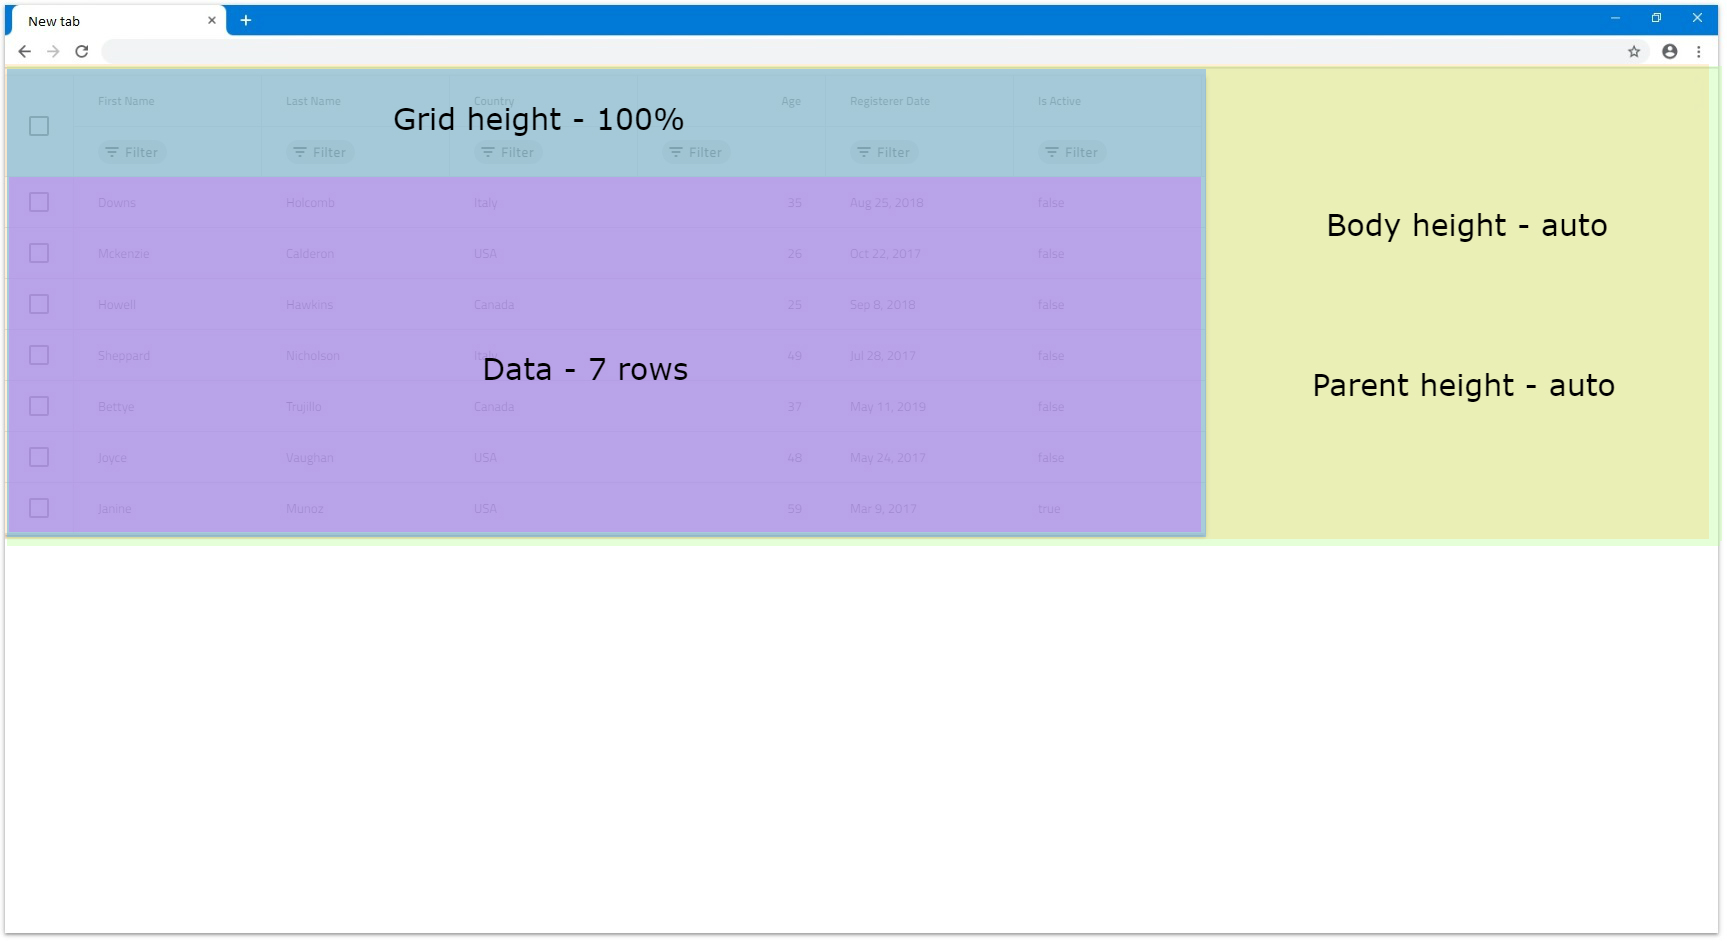 New tab
First Name Last Name Country Age Registerer Date Is Active
Grid height - 100%
Filter Filter Filter Filter Filter Filter
Downs Holcomb Italy 35 Aug 25, 2018 false
Body height - auto
Mckenzie Calderon USA 26 Oct 22, 2017 false
Howell Hawkins Canada 25 Sep 8, 2018 false
Sheppard Nicholson 49 Jul 28, 2017 false
Data - 7 rows
Parent height - auto
Bettye Trujillo Canada 37 May 11, 2019 false
Joyce Vaughan USA 48 May 24, 2017 false
Janine Munoz USA 59 Mar 9, 2017 true